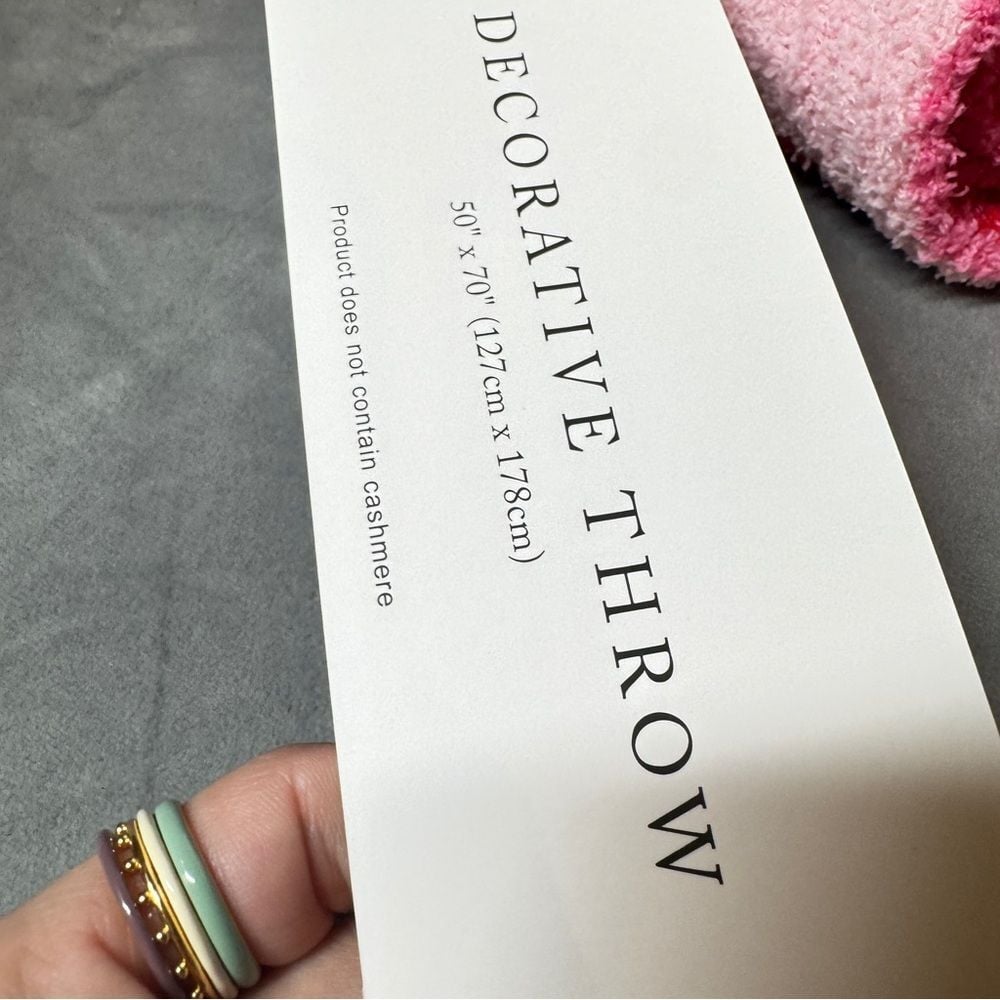 DECORATIVE THROW
50" x 70" (127cm x 178cm)
Product does not contain cashmere